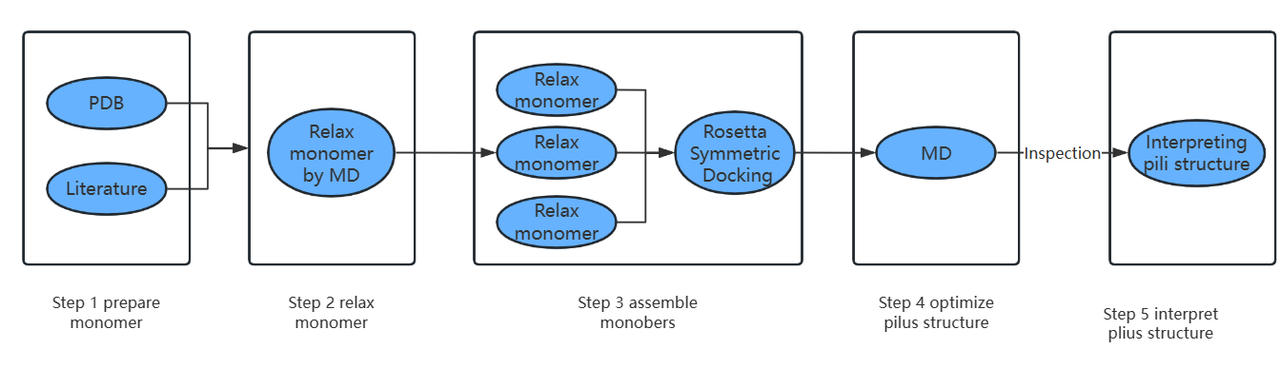 PDB
Literature
Relax
monomer
by MD
Relax
monomer
Relax
monomer
Relax
monomer
Rosetta
Symmetric
Docking
MD
Inspection
Interpreting
pili structure
Step 1 prepare
monomer
Step 2 relax
monomer
Step 3 assemble
monobers
Step 4 optimize
pilus structure
Step 5 interpret
plius structure